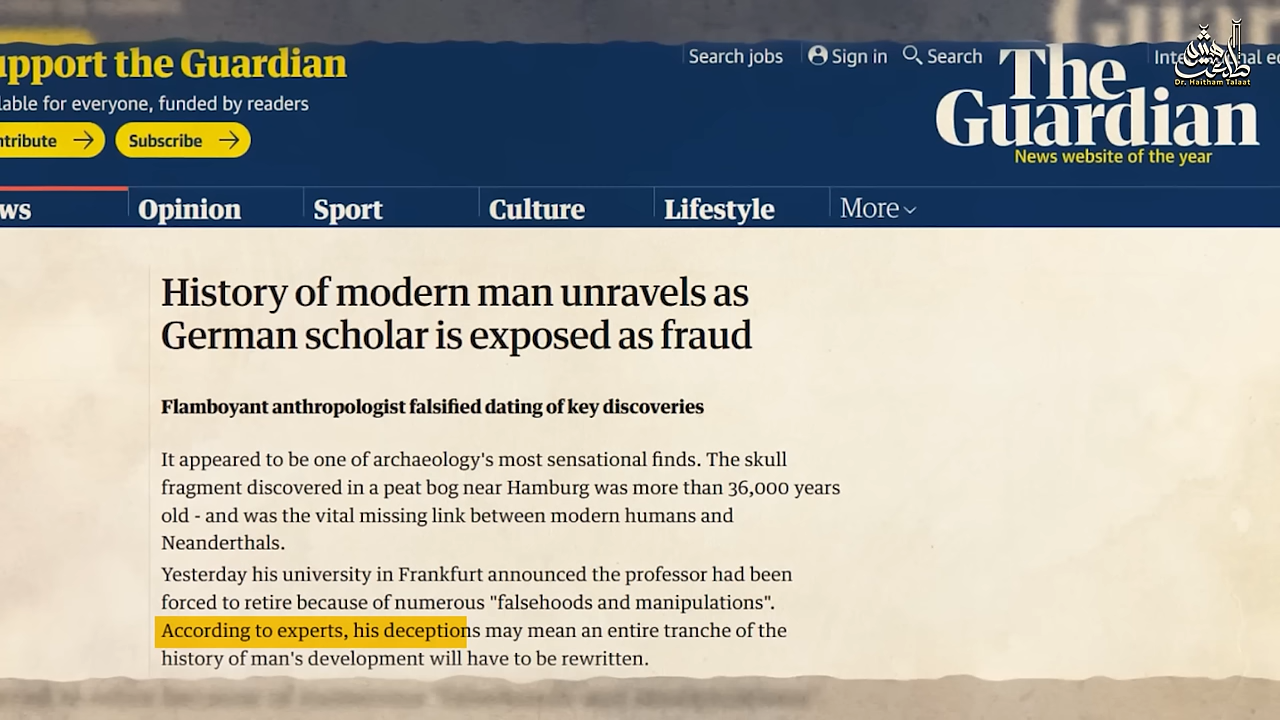 upport the Guardian
lable for everyone, funded by readers
ntribute
Subscribe
Search jobs
Sign in
Search
The
Guardian
News website of the year
هيثم
طلعت
Dr. Haitham Talaat
ws
Opinion
Sport
Culture
Lifestyle
More
History of modern man unravels as
German scholar is exposed as fraud
Flamboyant anthropologist falsified dating of key discoveries
It appeared to be one of archaeology's most sensational finds. The skull
fragment discovered in a peat bog near Hamburg was more than 36,000 years
old - and was the vital missing link between modern humans and
Neanderthals.
Yesterday his university in Frankfurt announced the professor had been
forced to retire because of numerous "falsehoods and manipulations".
According to experts, his deceptions may mean an entire tranche of the
history of man's development will have to be rewritten.